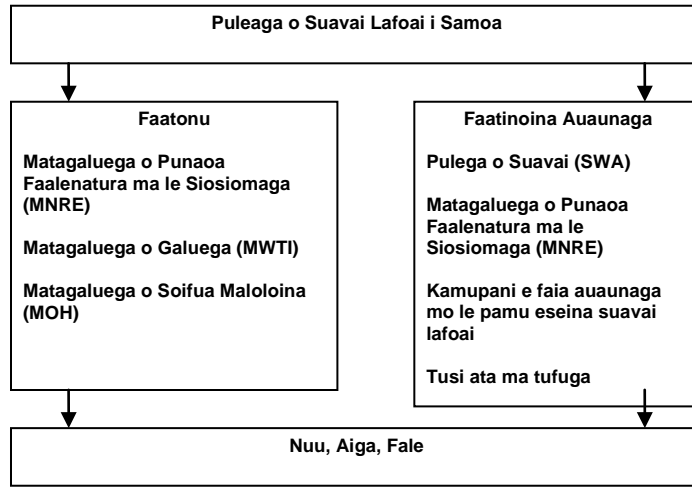 Puleaga o Suavai Lafoai i Samoa
Faatonu
Matagaluega o Punaoa
Faalenatura ma le Siosiomaga
(MNRE)
Matagaluega o Galuega (MWTI)
Matagaluega o Soifua Maloloina
(MOH)
Faatinoina Auaunaga
Pulega o Suavai (SWA)
Matagaluega o Punaoa
Faalenatura ma le
Siosiomaga (MNRE)
Kamupani e faia auaunaga
mo le pamu eseina suavai
lafoai
Tusi ata ma tufuga
Nuu, Aiga, Fale